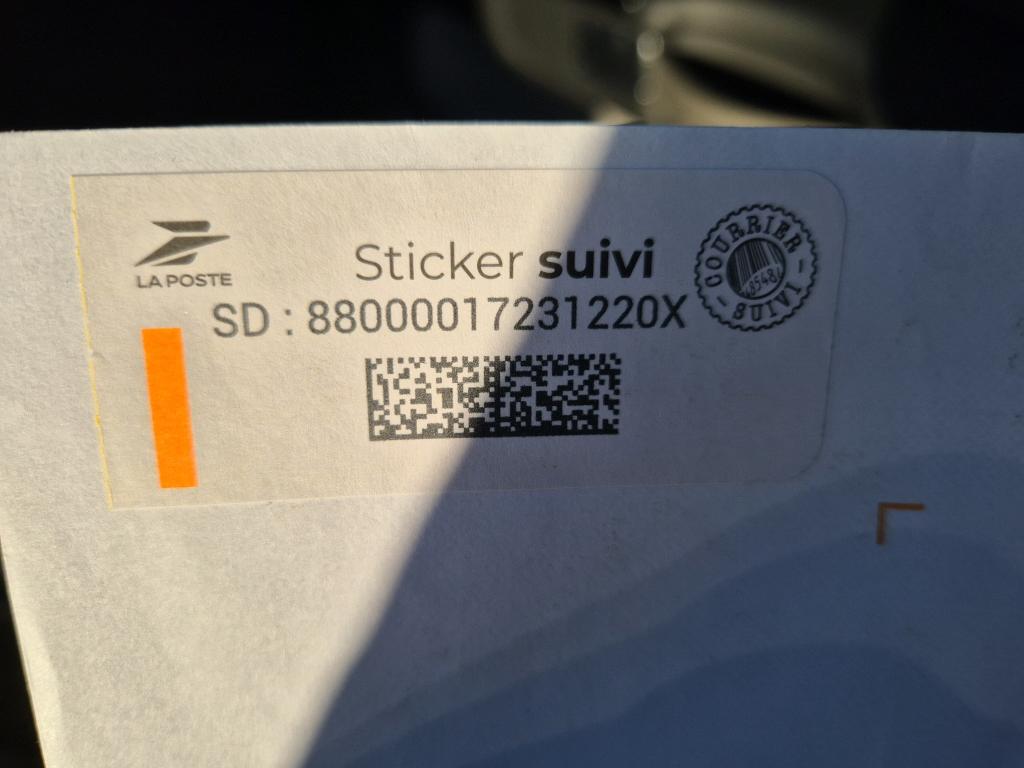 LA POSTE
Sticker suivi
SD : 88000017231220X
COURRIER
SUIVI